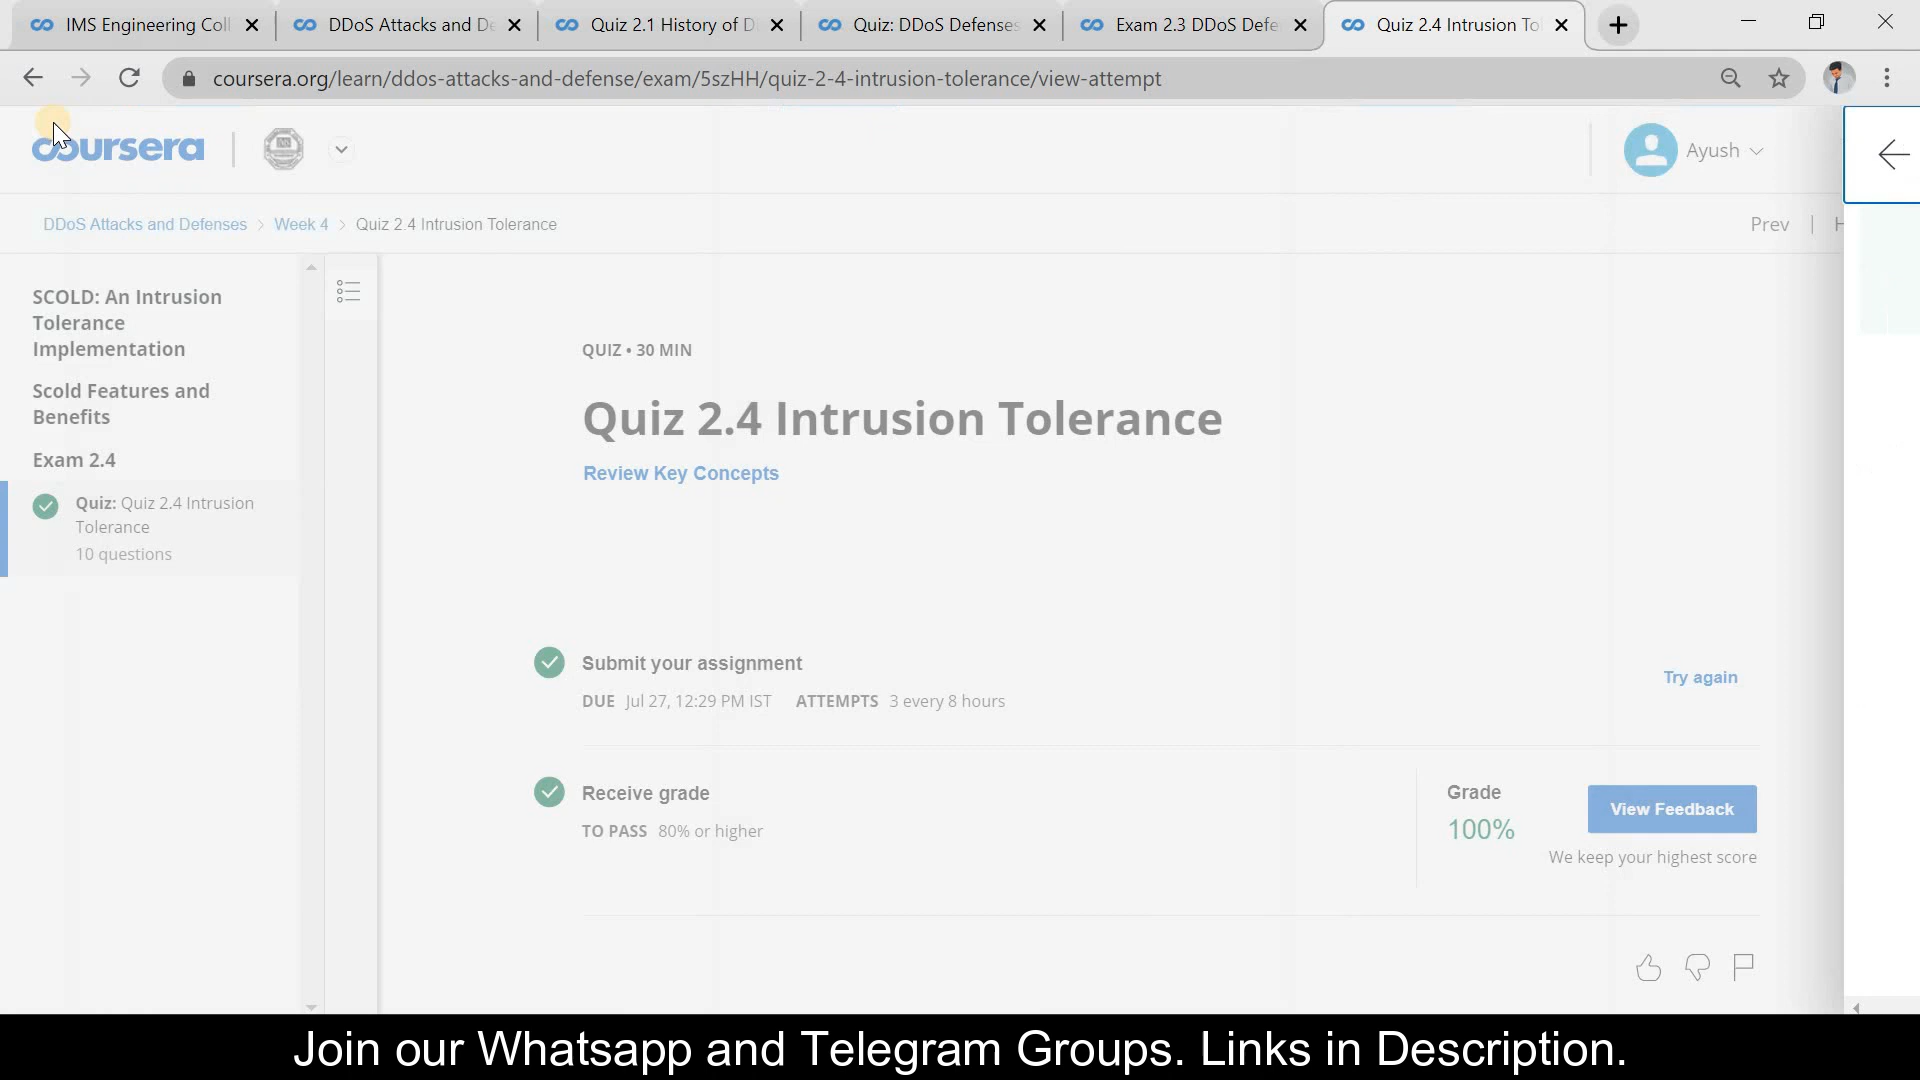 IMS Engineering Coll
DDoS Attacks and De
Quiz 2.1 History of D
Quiz: DDoS Defenses
Exam 2.3 DDoS Defe
Quiz 2.4 Intrusion To
coursera.org/learn/ddos-attacks-and-defense/exam/5szHH/quiz-2-4-intrusion-tolerance/view-attempt
coursera
Ayush
DDoS Attacks and Defenses > Week 4 > Quiz 2.4 Intrusion Tolerance
Prev | H
SCOLD: An Intrusion
Tolerance
Implementation
Scold Features and
Benefits
Exam 2.4
Quiz: Quiz 2.4 Intrusion
Tolerance
10 questions
QUIZ • 30 MIN
Quiz 2.4 Intrusion Tolerance
Review Key Concepts
Submit your assignment
DUE Jul 27, 12:29 PM IST ATTEMPTS 3 every 8 hours
Try again
Receive grade
TO PASS 80% or higher
Grade
100%
View Feedback
We keep your highest score
Join our Whatsapp and Telegram Groups. Links in Description.